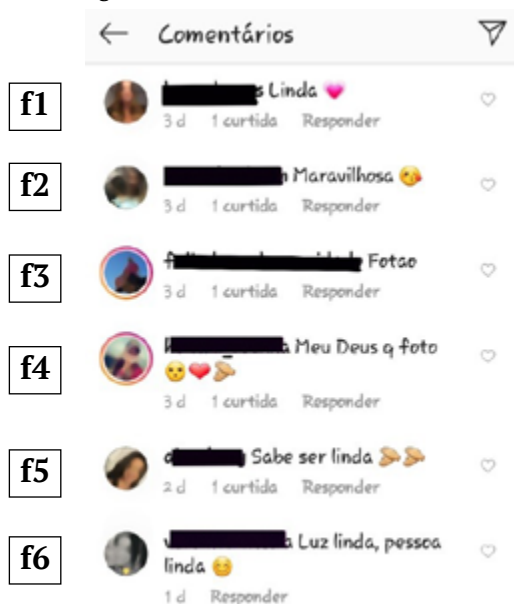 Comentários
f1
Linda 💗
3 d 1 curtida Responder
f2
Maravilhosa 😘
3 d 1 curtida Responder
f3
Fotao
3 d 1 curtida Responder
f4
Meu Deus q foto
😯❤️👏
3 d 1 curtida Responder
f5
Sabe ser linda 👏👏
2 d 1 curtida Responder
f6
Luz linda, pessoa
linda 😊
1 d Responder